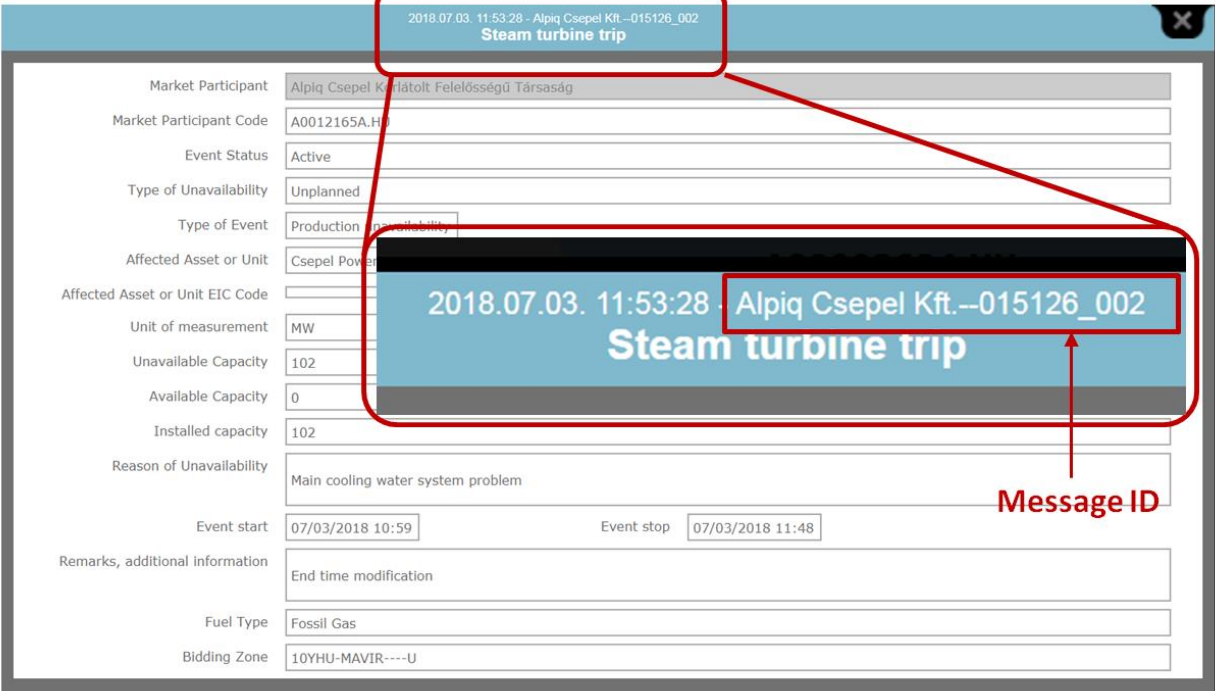 2018.07.03. 11:53:28 - Alpiq Csepel Kft.--015126_002
Steam turbine trip
Market Participant Alpiq Csepel Korlátolt Felelősségű Társaság
Market Participant Code A0012165A.HU
Event Status Active
Type of Unavailability Unplanned
Type of Event Production unavailability
Affected Asset or Unit Csepel Power
Affected Asset or Unit EIC Code
2018.07.03. 11:53:28 - Alpiq Csepel Kft.--015126_002
Steam turbine trip
Unit of measurement MW
Unavailable Capacity 102
Available Capacity 0
Installed capacity 102
Reason of Unavailability Main cooling water system problem
Message ID
Event start 07/03/2018 10:59 Event stop 07/03/2018 11:48
Remarks, additional information End time modification
Fuel Type Fossil Gas
Bidding Zone 10YHU-MAVIR----U